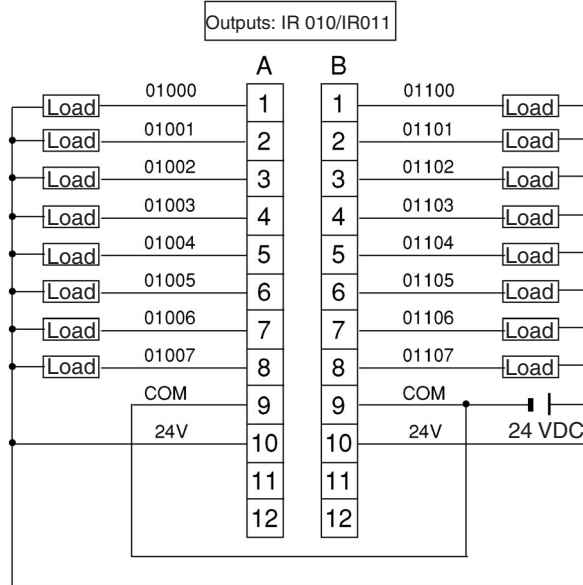 Outputs: IR 010/IR011
A B
Load 01000 1 1 01100 Load
Load 01001 2 2 01101 Load
Load 01002 3 3 01102 Load
Load 01003 4 4 01103 Load
Load 01004 5 5 01104 Load
Load 01005 6 6 01105 Load
Load 01006 7 7 01106 Load
Load 01007 8 8 01107 Load
COM 9 9 COM
24V 10 10 24V 24 VDC
11 11
12 12